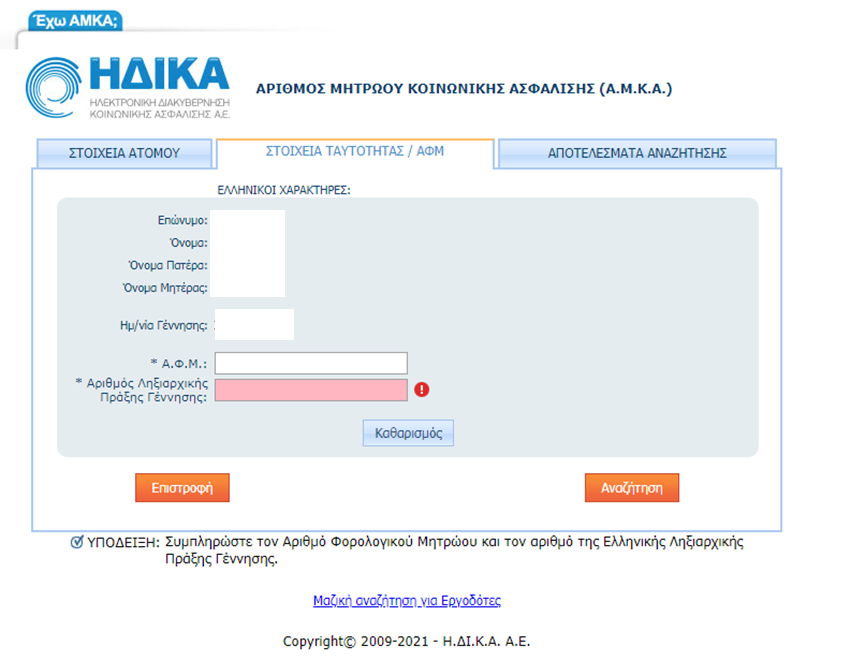 Έχω ΑΜΚΑ;
ΗΔΙΚΑ
ΗΛΕΚΤΡΟΝΙΚΗ ΔΙΑΚΥΒΕΡΝΗΣΗ
ΚΟΙΝΩΝΙΚΗΣ ΑΣΦΑΛΙΣΗΣ Α.Ε.
ΑΡΙΘΜΟΣ ΜΗΤΡΩΟΥ ΚΟΙΝΩΝΙΚΗΣ ΑΣΦΑΛΙΣΗΣ (Α.Μ.Κ.Α.)
ΣΤΟΙΧΕΙΑ ΑΤΟΜΟΥ
ΣΤΟΙΧΕΙΑ ΤΑΥΤΟΤΗΤΑΣ / ΑΦΜ
ΑΠΟΤΕΛΕΣΜΑΤΑ ΑΝΑΖΗΤΗΣΗΣ
ΕΛΛΗΝΙΚΟΙ ΧΑΡΑΚΤΗΡΕΣ:
Επώνυμο:
Όνομα:
Όνομα Πατέρα:
Όνομα Μητέρας:
Ημ/νία Γέννησης:
* Α.Φ.Μ.:
* Αριθμός Ληξιαρχικής
Πράξης Γέννησης:
Καθαρισμός
Επιστροφή
Αναζήτηση
ΥΠΟΔΕΙΞΗ: Συμπληρώστε τον Αριθμό Φορολογικού Μητρώου και τον αριθμό της Ελληνικής Ληξιαρχικής
Πράξης Γέννησης.
Μαζική αναζήτηση για Εργοδότες
Copyright© 2009-2021 - Η.ΔΙ.Κ.Α. Α.Ε.